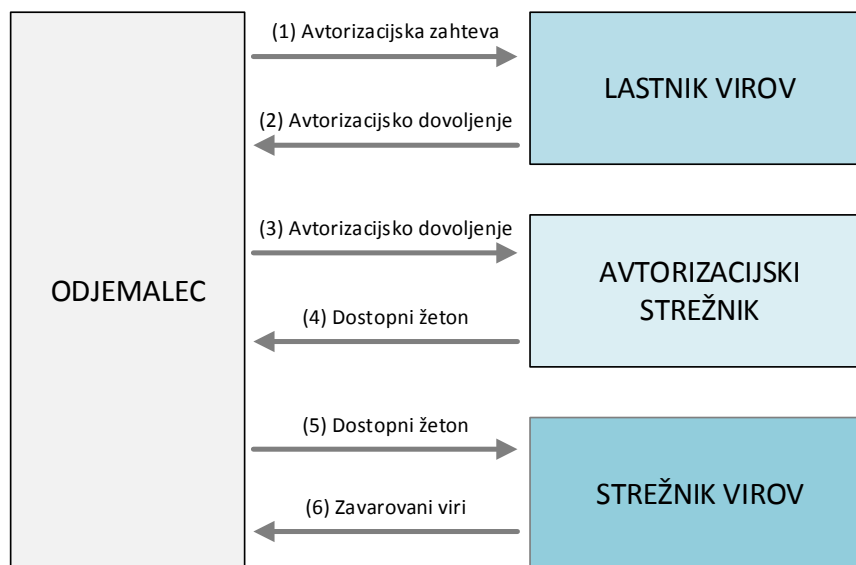 (1) Avtorizacijska zahteva
LASTNIK VIROV
(2) Avtorizacijsko dovoljenje
(3) Avtorizacijsko dovoljenje
ODJEMALEC
AVTORIZACIJSKI
STREŽNIK
(4) Dostopni žeton
(5) Dostopni žeton
STREŽNIK VIROV
(6) Zavarovani viri